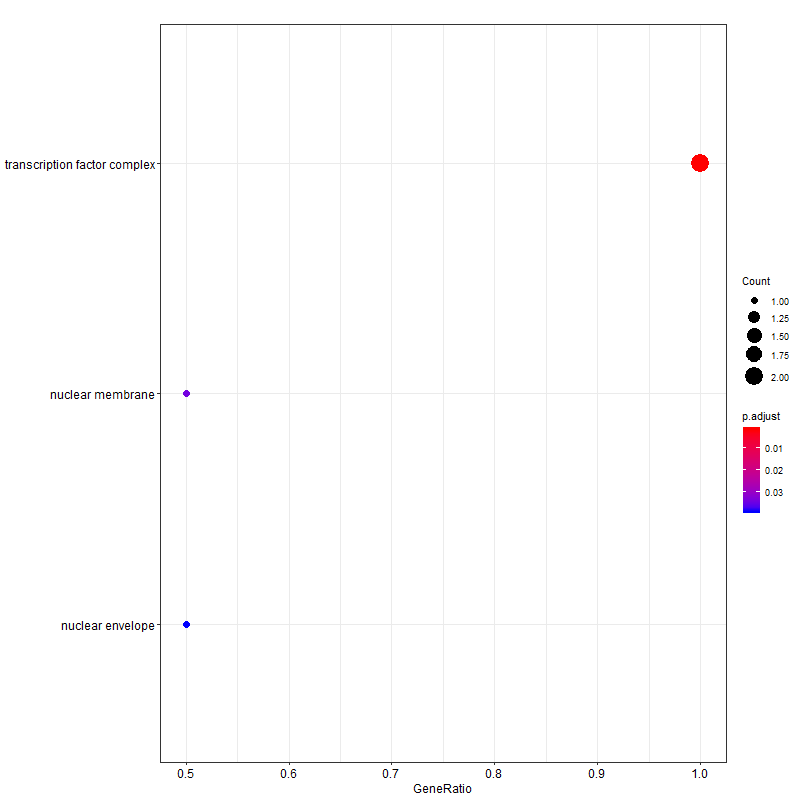 transcription factor complex
nuclear membrane
nuclear envelope
0.5 0.6 0.7 0.8 0.9 1.0
GeneRatio
Count
1.00
1.25
1.50
1.75
2.00
p.adjust
0.01
0.02
0.03